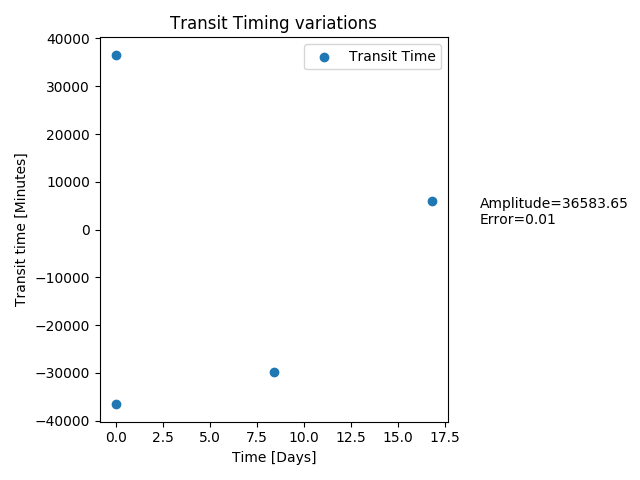 Transit Timing variations
Transit Time
Transit time [Minutes]
40000
30000
20000
10000
0
−10000
−20000
−30000
−40000
0.0
2.5
5.0
7.5
10.0
12.5
15.0
17.5
Time [Days]
Amplitude=36583.65
Error=0.01